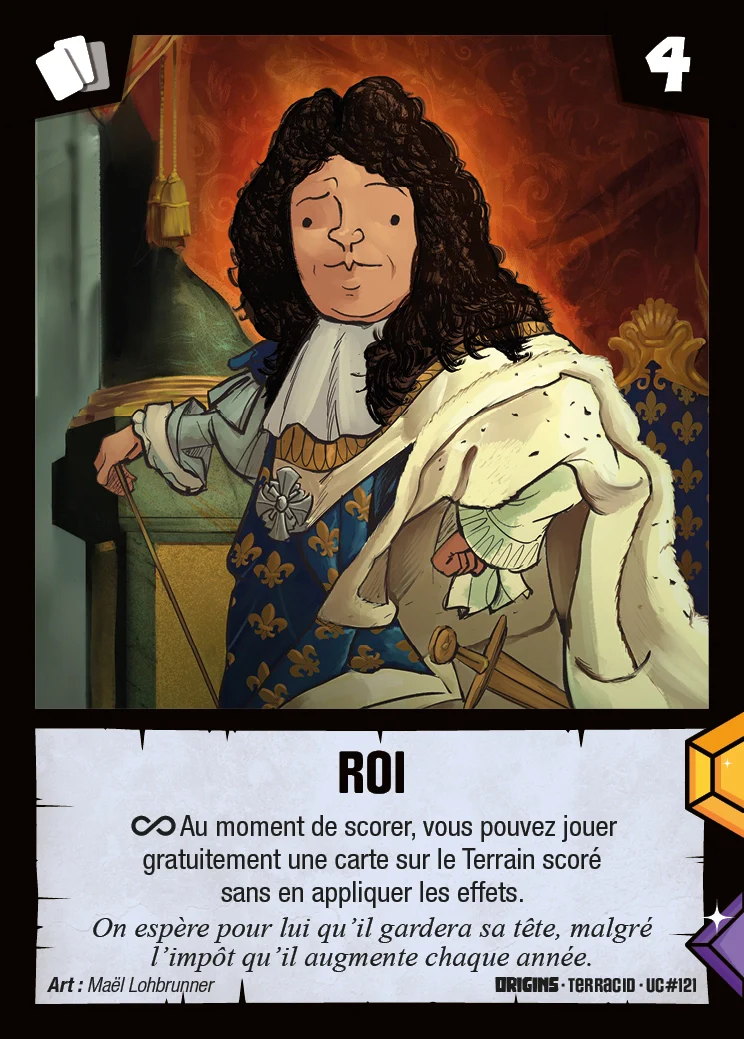 4
ROI
∞ Au moment de scorer, vous pouvez jouer
gratuitement une carte sur le Terrain scoré
sans en appliquer les effets.
On espère pour lui qu’il gardera sa tête, malgré
l’impôt qu’il augmente chaque année.
Art : Maël Lohbrunner
ORIGINS · TERRACID · UC#121